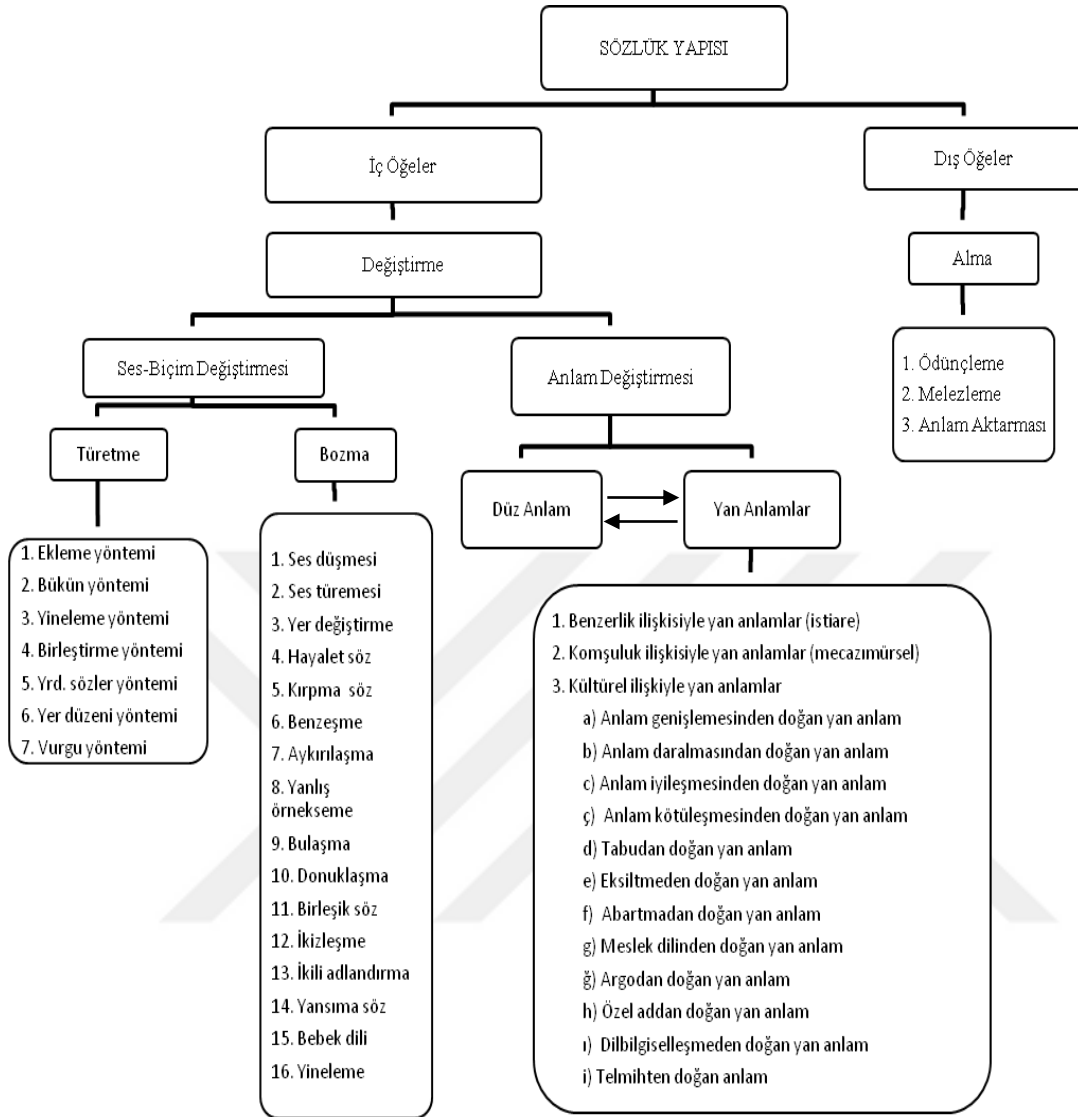 SÖZLÜK YAPISI
İç Öğeler
Dış Öğeler
Değiştirme
Alma
Ses-Biçim Değiştirmesi
Anlam Değiştirmesi
1. Ödünçleme
2. Melezleme
3. Anlam Aktarması
Türetme
Bozma
Düz Anlam
Yan Anlamlar
1. Ekleme yöntemi
2. Bükün yöntemi
3. Yineleme yöntemi
4. Birleştirme yöntemi
5. Yrd. sözler yöntemi
6. Yer düzeni yöntemi
7. Vurgu yöntemi
1. Ses düşmesi
2. Ses türemesi
3. Yer değiştirme
4. Hayalet söz
5. Kırpma söz
6. Benzeşme
7. Aykırılaşma
8. Yanlış
örnekseme
9. Bulaşma
10. Donuklaşma
11. Birleşik söz
12. İkizleşme
13. İkili adlandırma
14. Yansıma söz
15. Bebek dili
16. Yineleme
1. Benzerlik ilişkisiyle yan anlamlar (istiare)
2. Komşuluk ilişkisiyle yan anlamlar (mecazımürsel)
3. Kültürel ilişkiyle yan anlamlar
a) Anlam genişlemesinden doğan yan anlam
b) Anlam daralmasından doğan yan anlam
c) Anlam iyileşmesinden doğan yan anlam
ç) Anlam kötüleşmesinden doğan yan anlam
d) Tabudan doğan yan anlam
e) Eksiltmeden doğan yan anlam
f) Abartmadan doğan yan anlam
g) Meslek dilinden doğan yan anlam
ğ) Argodan doğan yan anlam
h) Özel addan doğan yan anlam
ı) Dilbilgiselleşmeden doğan yan anlam
i) Telmihten doğan anlam